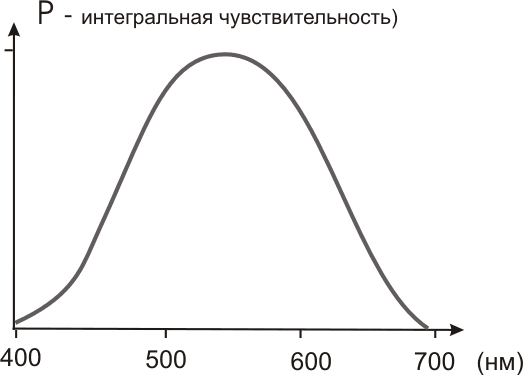 P - интегральная чувствительность)
400 500 600 700 (нм)